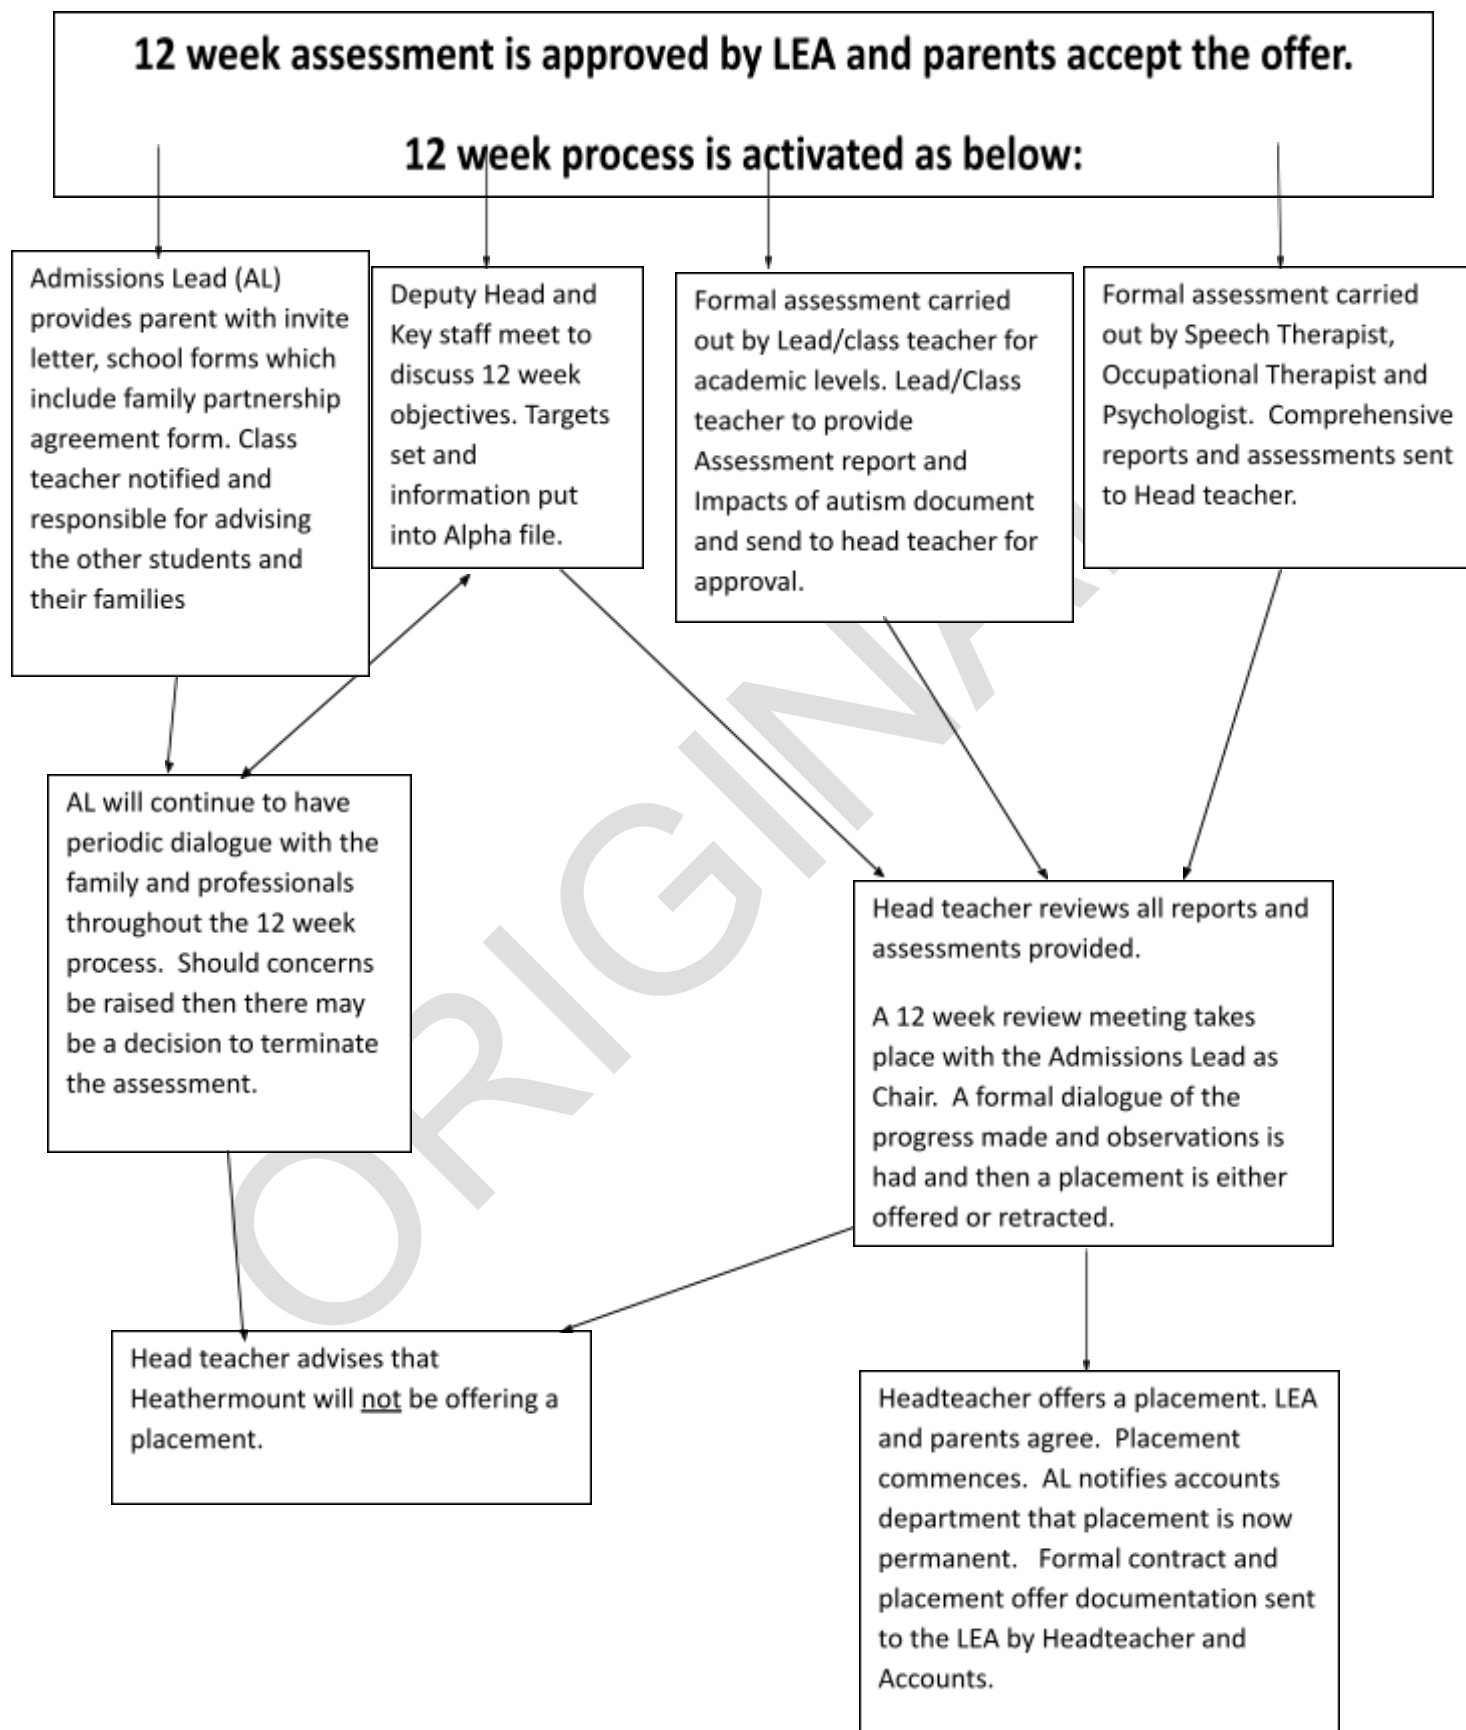 12 week assessment is approved by LEA and parents accept the offer.
12 week process is activated as below:
Admissions Lead (AL)
provides parent with invite
letter, school forms which
include family partnership
agreement form. Class
teacher notified and
responsible for advising
the other students and
their families
Deputy Head and
Key staff meet to
discuss 12 week
objectives. Targets
set and
information put
into Alpha file.
Formal assessment carried
out by Lead/class teacher for
academic levels. Lead/Class
teacher to provide
Assessment report and
Impacts of autism document
and send to head teacher for
approval.
Formal assessment carried
out by Speech Therapist,
Occupational Therapist and
Psychologist. Comprehensive
reports and assessments sent
to Head teacher.
AL will continue to have
periodic dialogue with the
family and professionals
throughout the 12 week
process. Should concerns
be raised then there may
be a decision to terminate
the assessment.
Head teacher reviews all reports and
assessments provided.
A 12 week review meeting takes
place with the Admissions Lead as
Chair. A formal dialogue of the
progress made and observations is
had and then a placement is either
offered or retracted.
Head teacher advises that
Heathermount will not be offering a
placement.
Headteacher offers a placement. LEA
and parents agree. Placement
commences. AL notifies accounts
department that placement is now
permanent. Formal contract and
placement offer documentation sent
to the LEA by Headteacher and
Accounts.
ORIGINA